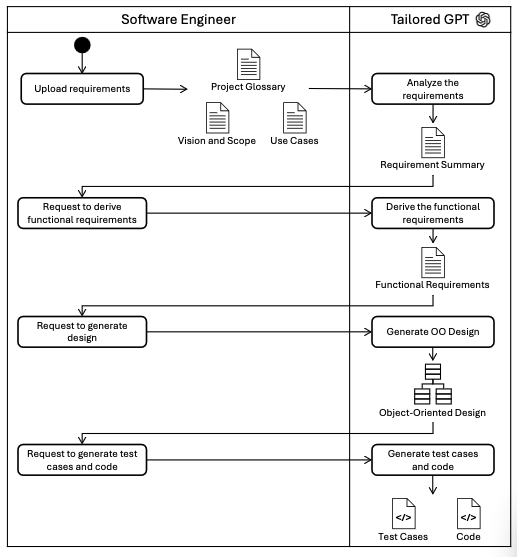 Software Engineer
Tailored GPT
Upload requirements
Project Glossary
Vision and Scope
Use Cases
Analyze the
requirements
Requirement Summary
Request to derive
functional requirements
Derive the functional
requirements
Functional Requirements
Request to generate
design
Generate OO Design
Object-Oriented Design
Request to generate test
cases and code
Generate test cases
and code
</>
</>
Test Cases
Code